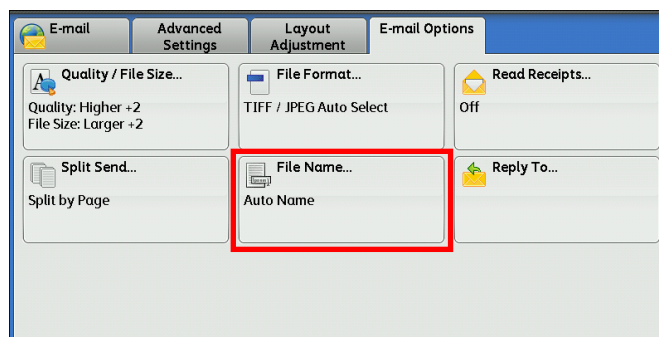 E-mail
Advanced
Settings
Layout
Adjustment
E-mail Options
Quality / File Size...
Quality: Higher +2
File Size: Larger +2
File Format...
TIFF / JPEG Auto Select
Read Receipts...
Off
Split Send...
Split by Page
File Name...
Auto Name
Reply To...